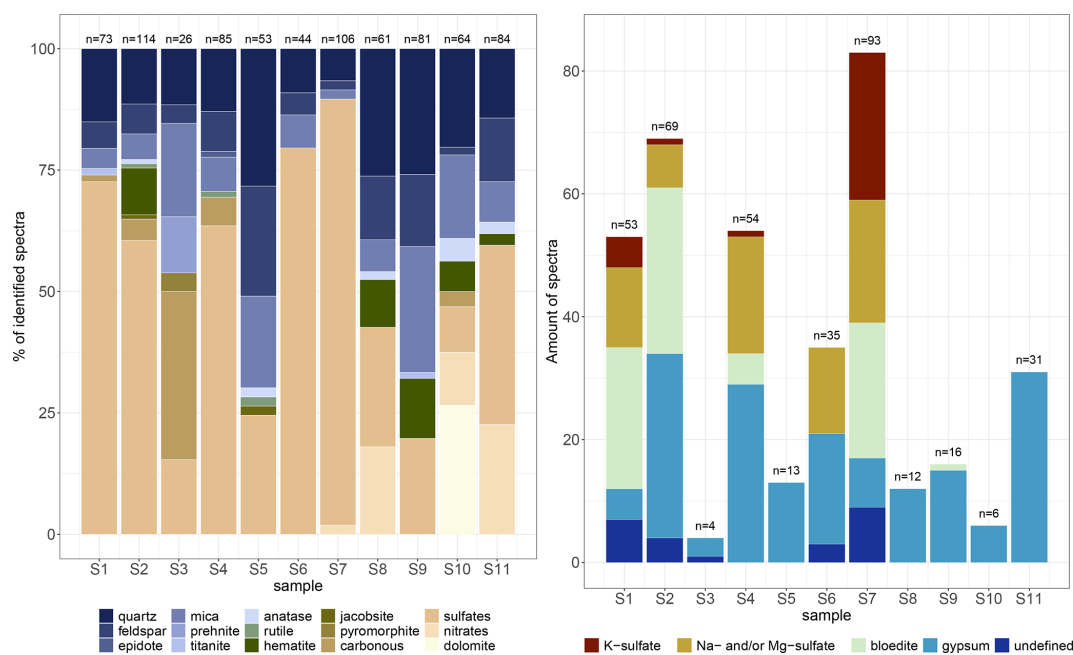 n=73 n=114 n=26 n=85 n=53 n=44 n=106 n=61 n=81 n=64 n=84
100
75
50
25
0
% of identified spectra
S1 S2 S3 S4 S5 S6 S7 S8 S9 S10 S11
sample
quartz mica anatase jacobsite sulfates
feldspar prehnite rutile pyromorphite nitrates
epidote titanite hematite carbonous dolomite
n=93
80
n=69
60
n=53 n=54
40
n=35
n=31
20
n=16
n=13 n=12
n=6
n=4
0
Amount of spectra
S1 S2 S3 S4 S5 S6 S7 S8 S9 S10 S11
sample
K−sulfate Na− and/or Mg−sulfate bloedite gypsum undefined